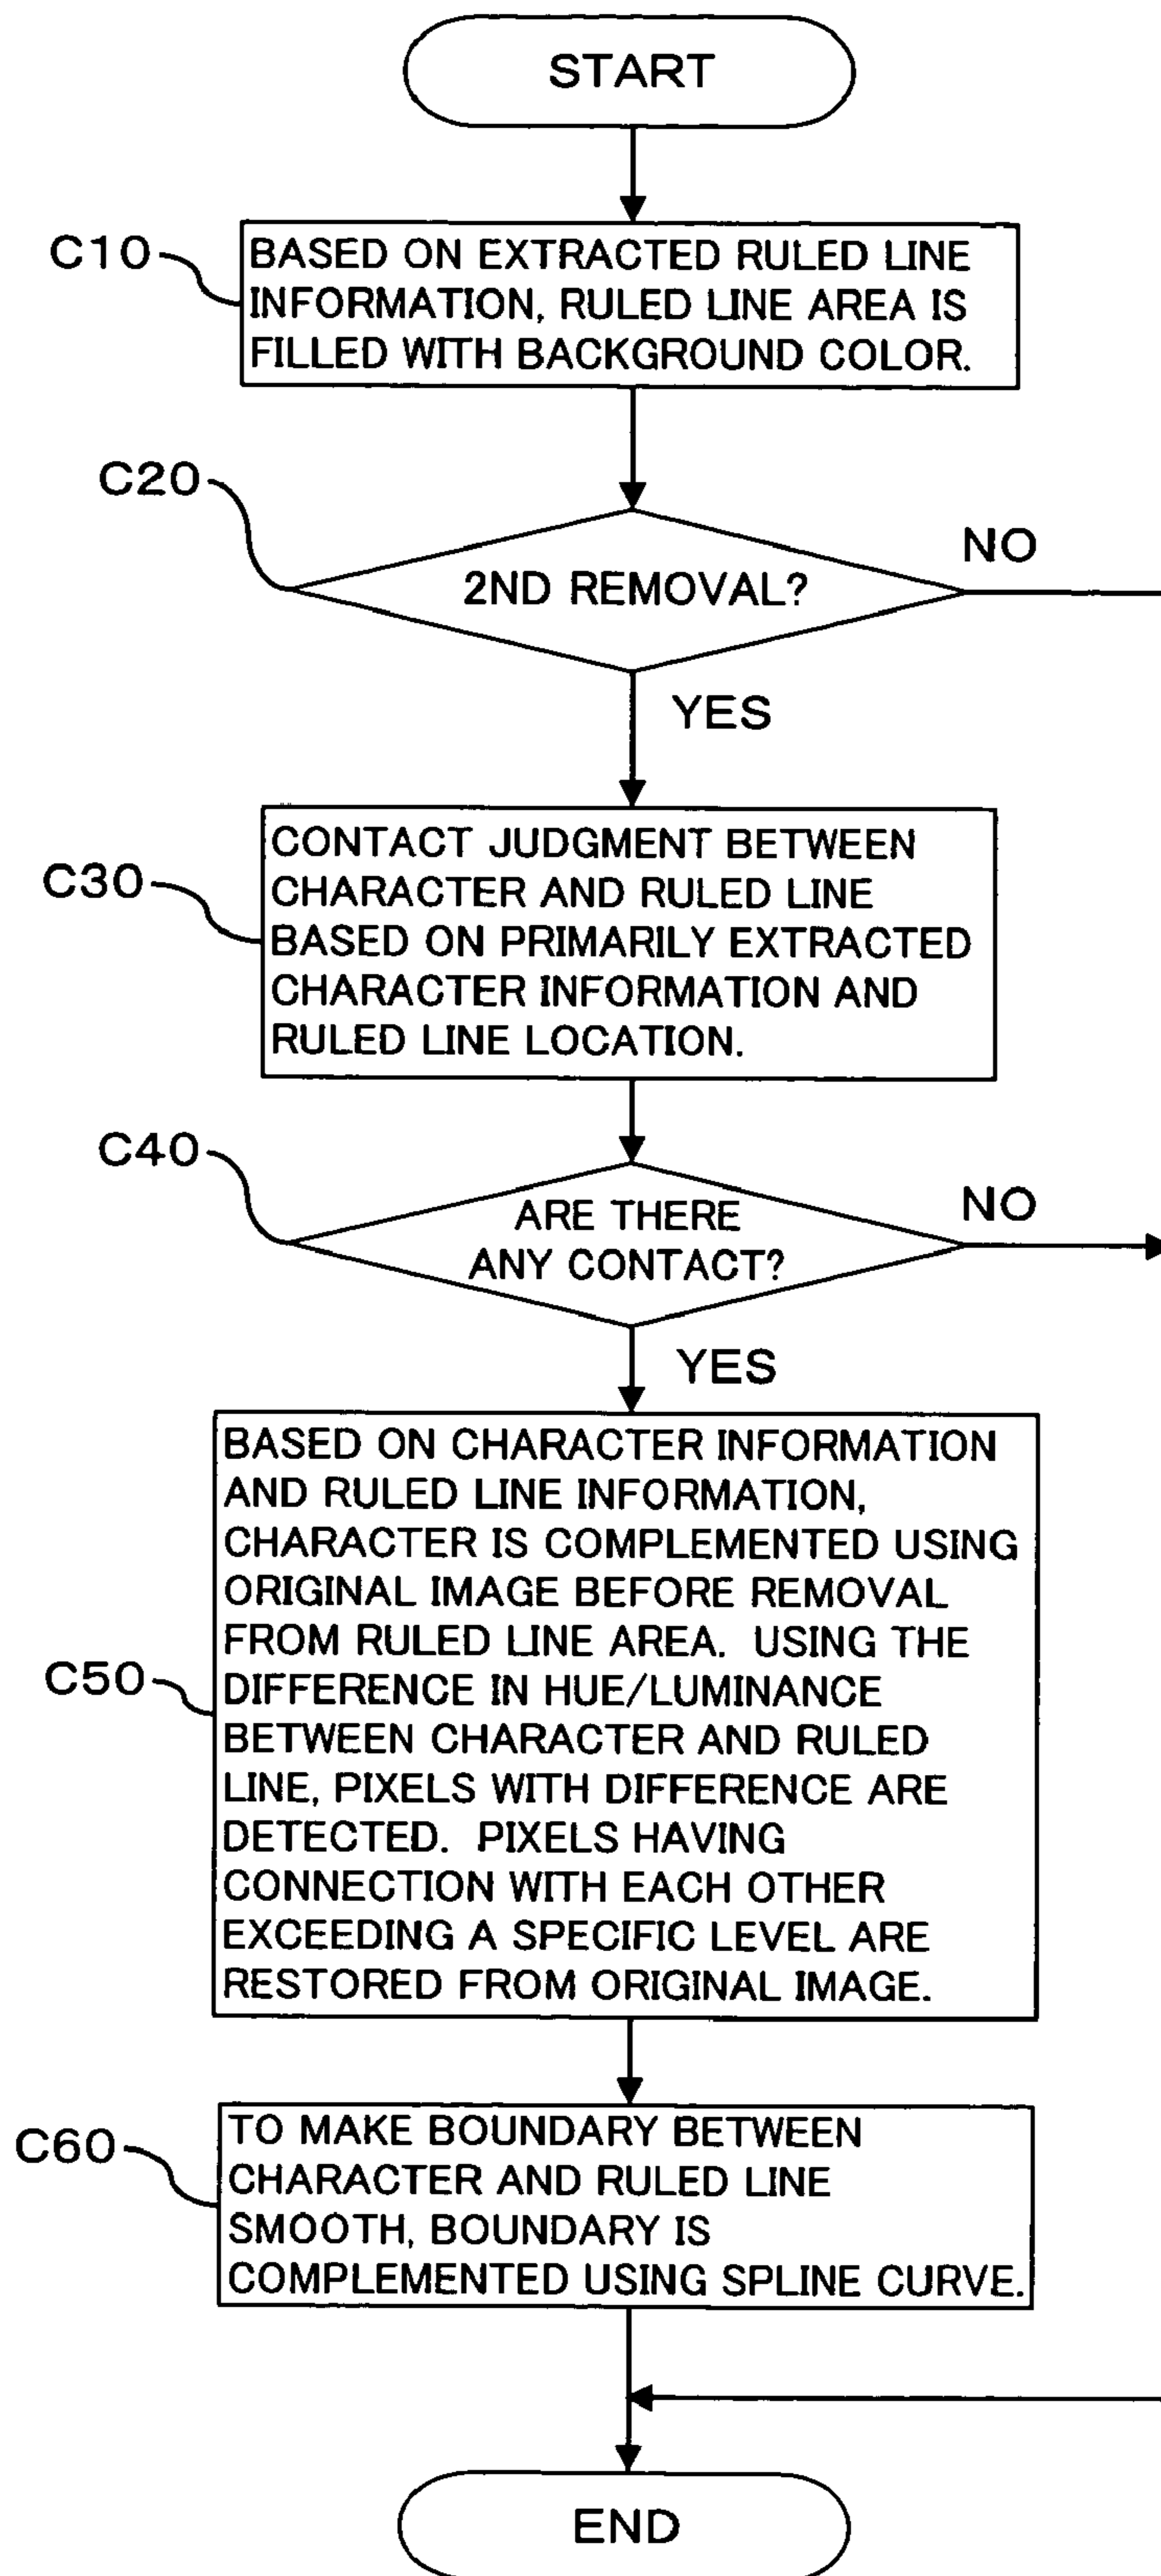 START
C10
BASED ON EXTRACTED RULED LINE
INFORMATION, RULED LINE AREA IS
FILLED WITH BACKGROUND COLOR.
C20
2ND REMOVAL?
NO
YES
C30
CONTACT JUDGMENT BETWEEN
CHARACTER AND RULED LINE
BASED ON PRIMARILY EXTRACTED
CHARACTER INFORMATION AND
RULED LINE LOCATION.
C40
ARE THERE
ANY CONTACT?
NO
YES
C50
BASED ON CHARACTER INFORMATION
AND RULED LINE INFORMATION,
CHARACTER IS COMPLEMENTED USING
ORIGINAL IMAGE BEFORE REMOVAL
FROM RULED LINE AREA. USING THE
DIFFERENCE IN HUE/LUMINANCE
BETWEEN CHARACTER AND RULED
LINE, PIXELS WITH DIFFERENCE ARE
DETECTED. PIXELS HAVING
CONNECTION WITH EACH OTHER
EXCEEDING A SPECIFIC LEVEL ARE
RESTORED FROM ORIGINAL IMAGE.
C60
TO MAKE BOUNDARY BETWEEN
CHARACTER AND RULED LINE
SMOOTH, BOUNDARY IS
COMPLEMENTED USING SPLINE CURVE.
END